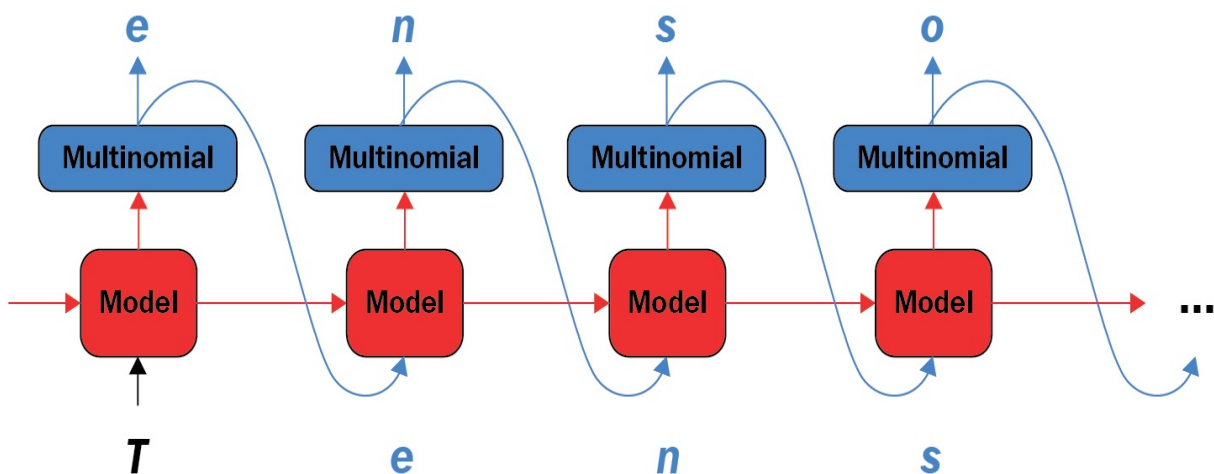 e n s o
Multinomial Multinomial Multinomial Multinomial
Model Model Model Model ...
T e n s